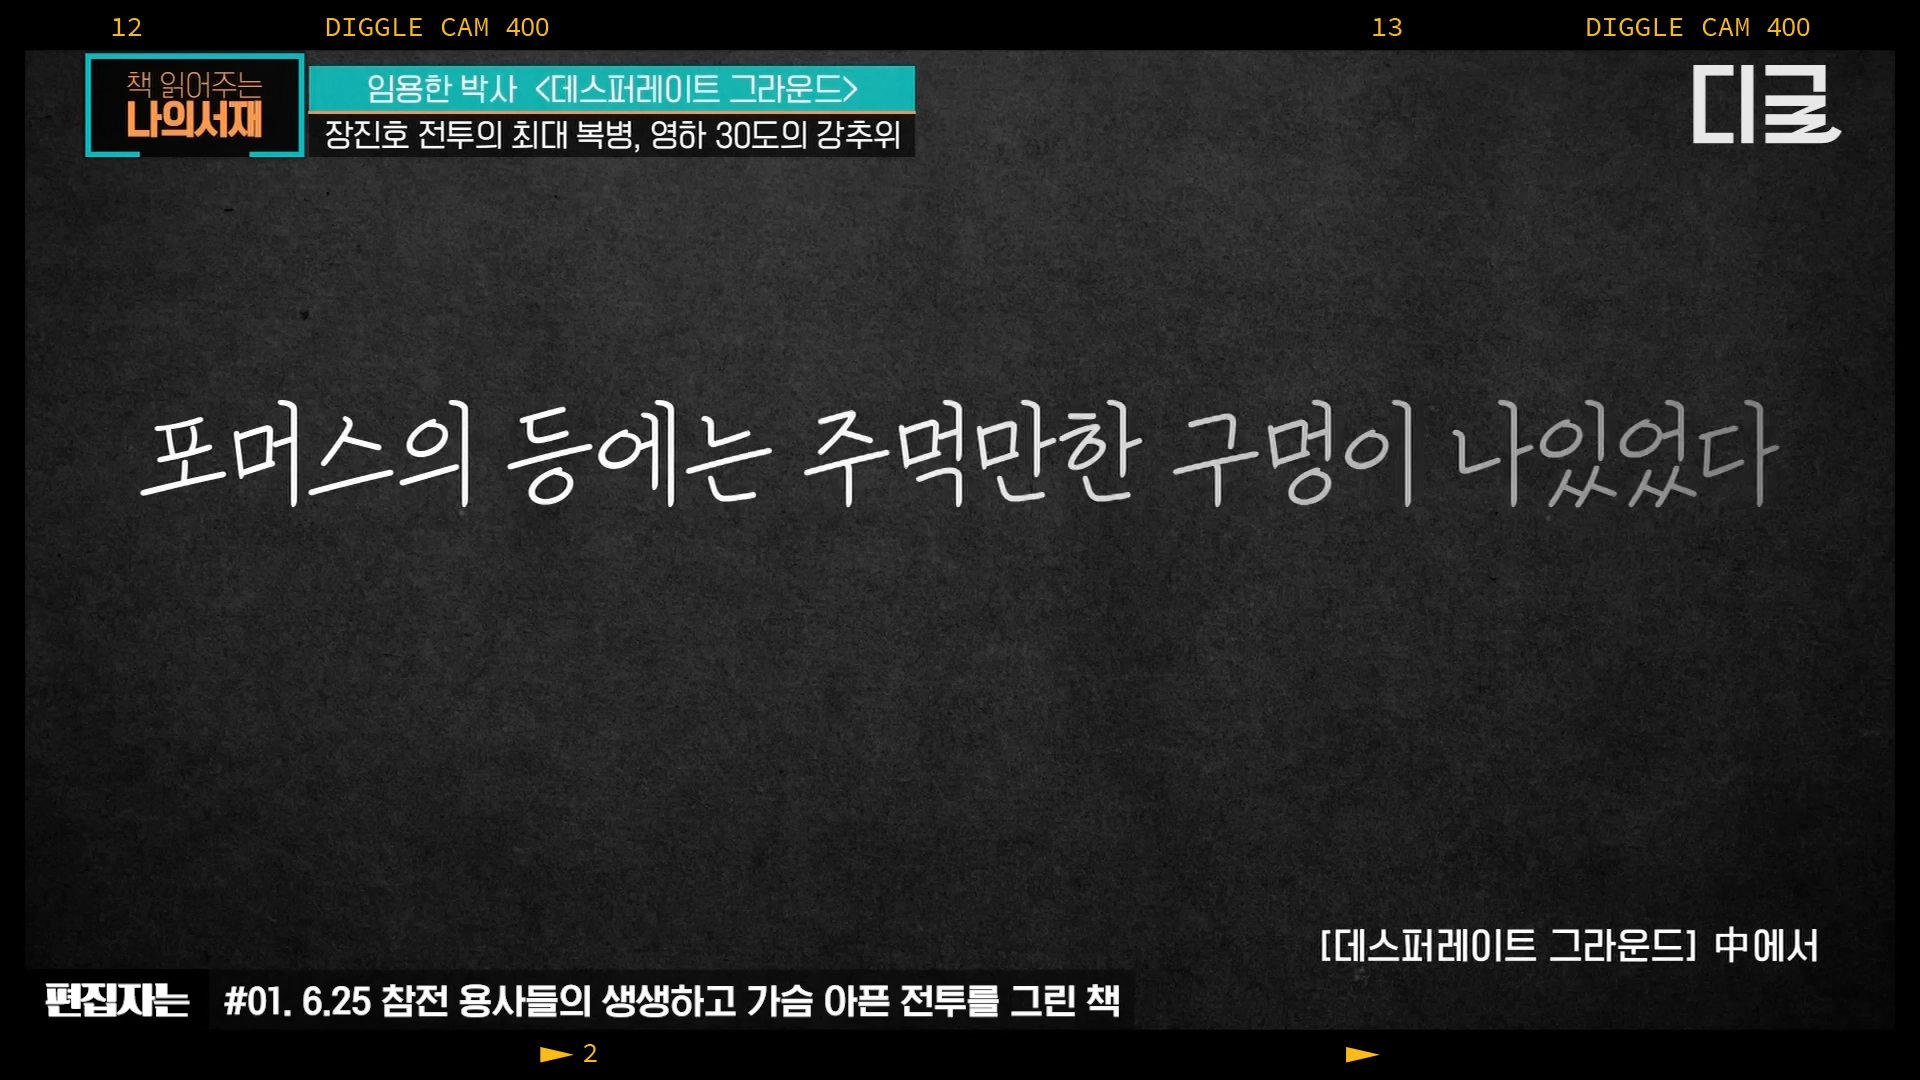 12 DIGGLE CAM 400 13 DIGGLE CAM 400
책 읽어주는
나의서재
임용한 박사 <데스퍼레이트 그라운드>
장진호 전투의 최대 복병, 영하 30도의 강추위
디글
포머스의 등에는 주먹만한 구멍이 나있었다
[데스퍼레이트 그라운드] 中에서
편집자는 #01. 6.25 참전 용사들의 생생하고 가슴 아픈 전투를 그린 책
2